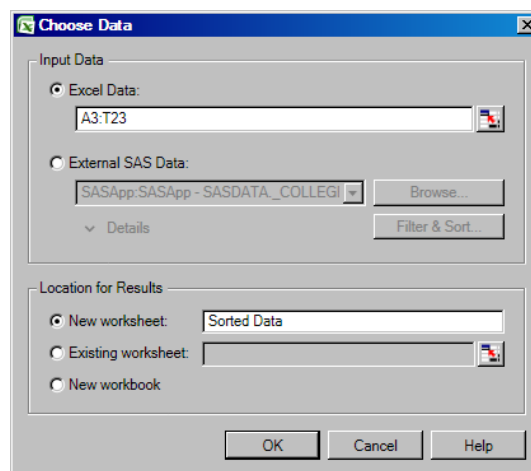 Choose Data
Input Data
Excel Data:
A3:T23
External SAS Data:
SASApp:SASApp - SASDATA._COLLEGI
Browse...
Details
Filter & Sort...
Location for Results
New worksheet: Sorted Data
Existing worksheet:
New workbook
OK Cancel Help